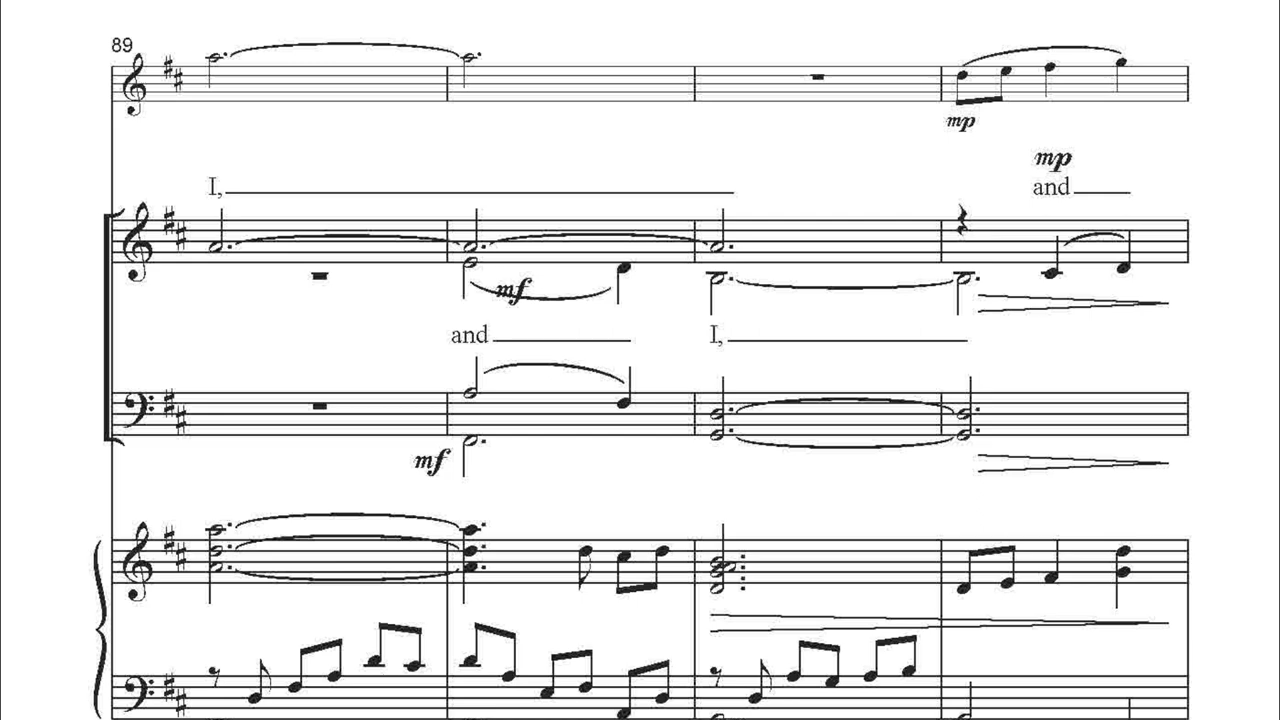 89
mp
mp
I, and
mf
and I,
mf